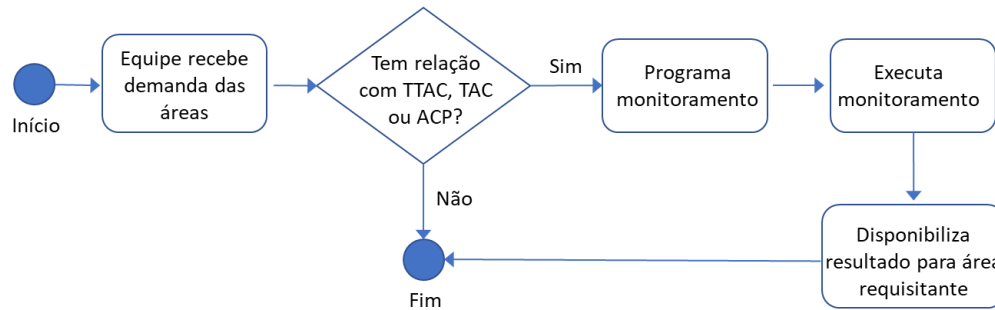 Início
Equipe recebe
demanda das
áreas
Tem relação
com TTAC, TAC
ou ACP?
Sim
Programa
monitoramento
Executa
monitoramento
Não
Disponibiliza
resultado para área
requisitante
Fim